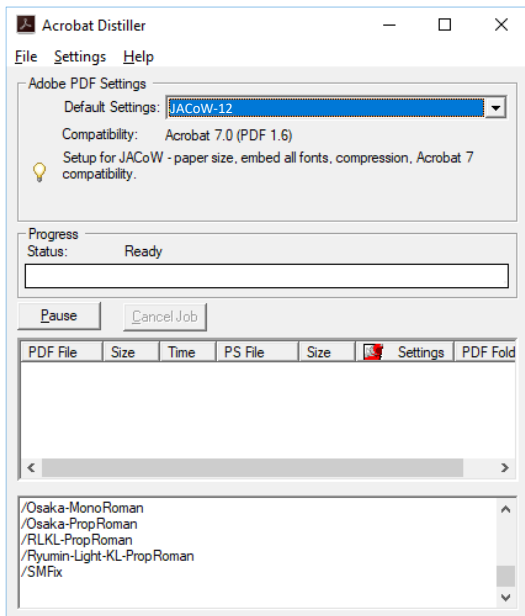 Acrobat Distiller
File Settings Help
Adobe PDF Settings
Default Settings: JACoW-12
Compatibility: Acrobat 7.0 (PDF 1.6)
Setup for JACoW - paper size, embed all fonts, compression, Acrobat 7
compatibility.
Progress
Status: Ready
Pause Cancel Job
PDF File Size Time PS File Size Settings PDF Fold
/Osaka-MonoRoman
/Osaka-PropRoman
/RLKL-PropRoman
/Ryumin-Light-KL-PropRoman
/SMFix